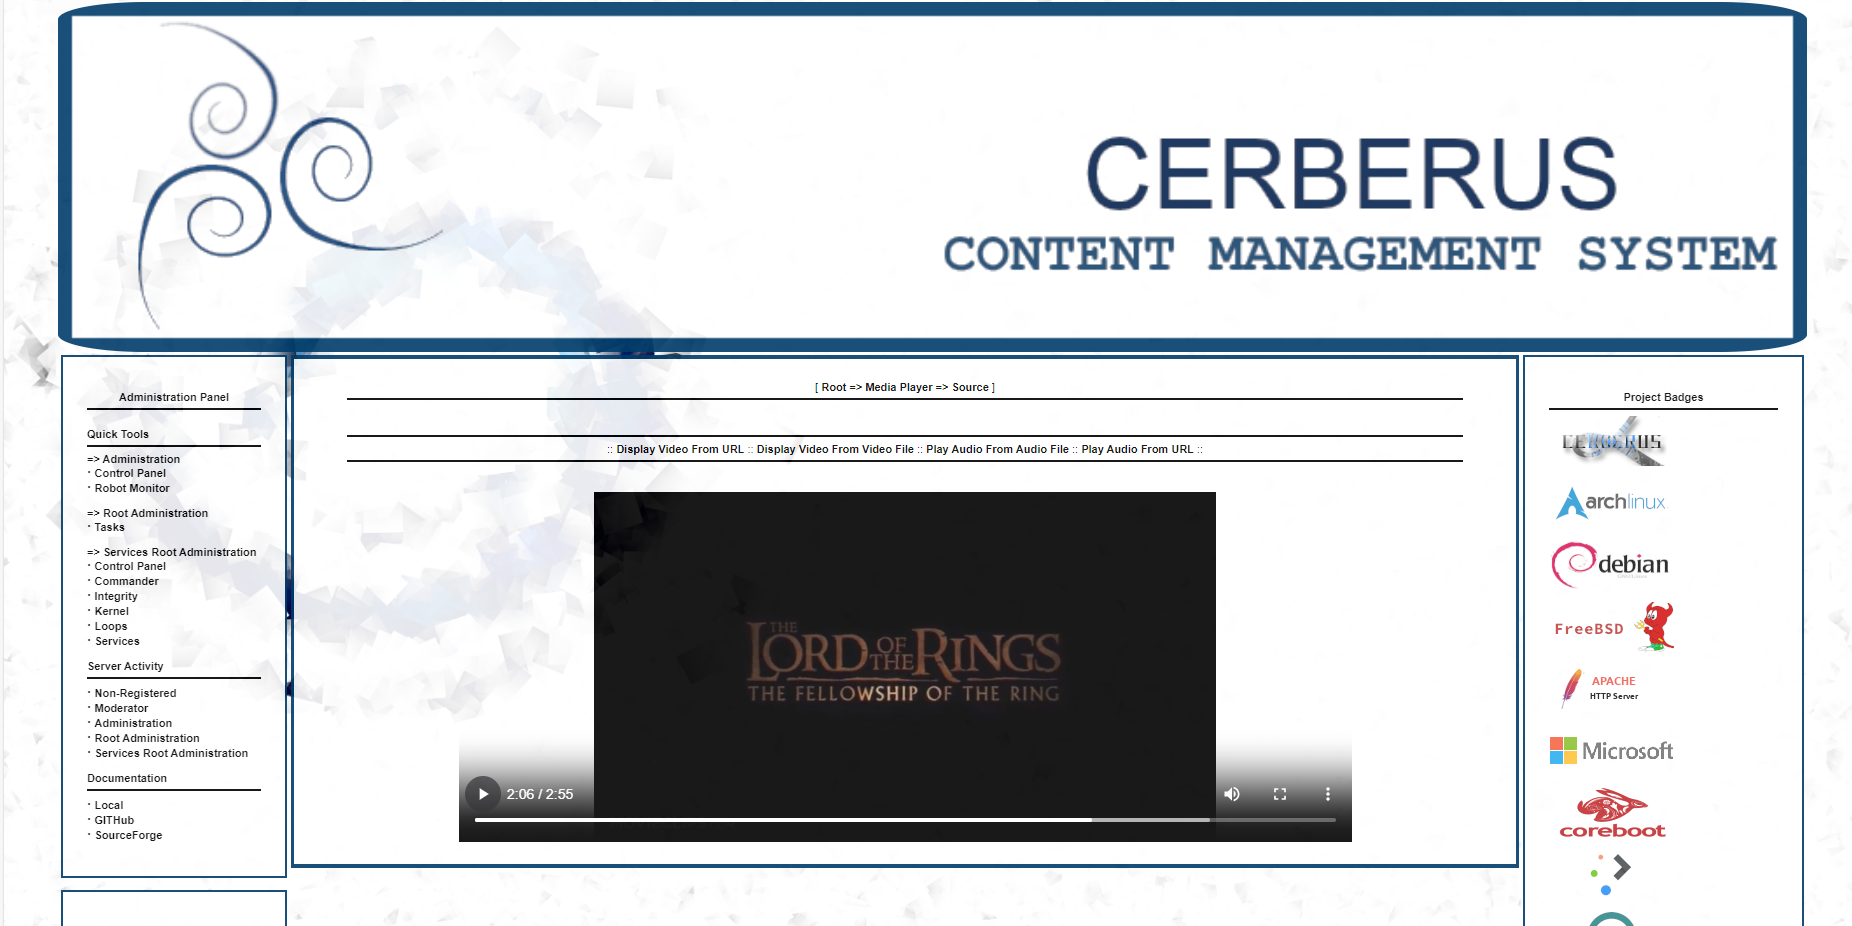 CERBERUS
CONTENT MANAGEMENT SYSTEM
Administration Panel
Quick Tools
=> Administration
· Control Panel
· Robot Monitor
=> Root Administration
· Tasks
=> Services Root Administration
· Control Panel
· Commander
· Integrity
· Kernel
· Loops
· Services
Server Activity
· Non-Registered
· Moderator
· Administration
· Root Administration
· Services Root Administration
Documentation
· Local
· GITHub
· SourceForge
[ Root => Media Player => Source ]
:: Display Video From URL :: Display Video From Video File :: Play Audio From Audio File :: Play Audio From URL ::
THE
LORD OF THE RINGS
THE FELLOWSHIP OF THE RING
2:06 / 2:55
Project Badges
CERBERUS
archlinux
debian
FreeBSD
APACHE
HTTP Server
Microsoft
coreboot